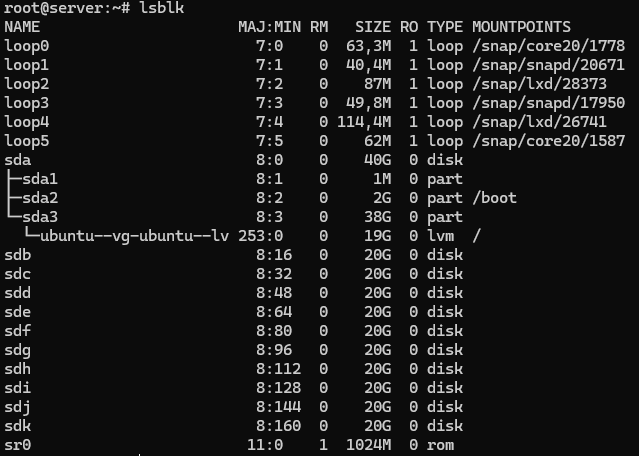 root@server:~# lsblk
NAME                      MAJ:MIN RM   SIZE RO TYPE MOUNTPOINTS
loop0                       7:0    0  63,3M  1 loop /snap/core20/1778
loop1                       7:1    0  40,4M  1 loop /snap/snapd/20671
loop2                       7:2    0    87M  1 loop /snap/lxd/28373
loop3                       7:3    0  49,8M  1 loop /snap/snapd/17950
loop4                       7:4    0 114,4M  1 loop /snap/lxd/26741
loop5                       7:5    0    62M  1 loop /snap/core20/1587
sda                         8:0    0    40G  0 disk
├─sda1                      8:1    0     1M  0 part
├─sda2                      8:2    0     2G  0 part /boot
└─sda3                      8:3    0    38G  0 part
  └─ubuntu--vg-ubuntu--lv 253:0    0    19G  0 lvm  /
sdb                         8:16   0    20G  0 disk
sdc                         8:32   0    20G  0 disk
sdd                         8:48   0    20G  0 disk
sde                         8:64   0    20G  0 disk
sdf                         8:80   0    20G  0 disk
sdg                         8:96   0    20G  0 disk
sdh                         8:112  0    20G  0 disk
sdi                         8:128  0    20G  0 disk
sdj                         8:144  0    20G  0 disk
sdk                         8:160  0    20G  0 disk
sr0                        11:0    1  1024M  0 rom